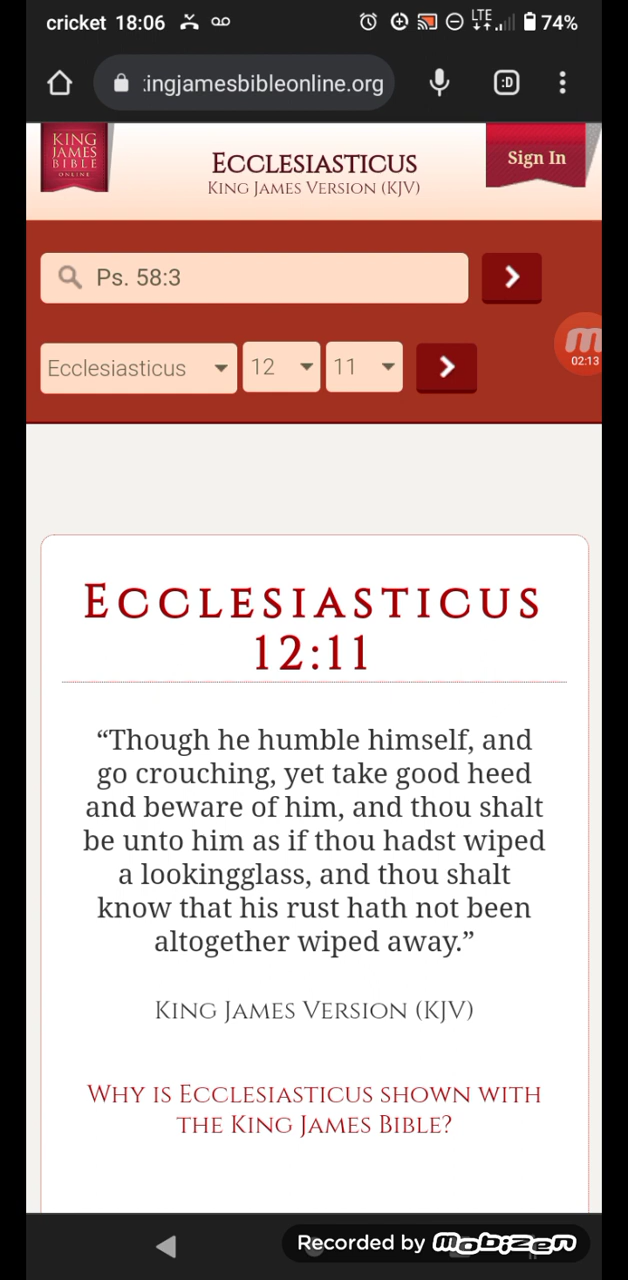 cricket 18:06 LTE 74%
:ingjamesbibleonline.org :D
KING
JAMES
BIBLE
ONLINE
ECCLESIASTICUS
KING JAMES VERSION (KJV)
Sign In
Ps. 58:3
m
02:13
Ecclesiasticus 12 11
ECCLESIASTICUS
12:11
“Though he humble himself, and
go crouching, yet take good heed
and beware of him, and thou shalt
be unto him as if thou hadst wiped
a lookingglass, and thou shalt
know that his rust hath not been
altogether wiped away.”
KING JAMES VERSION (KJV)
WHY IS ECCLESIASTICUS SHOWN WITH
THE KING JAMES BIBLE?
Recorded by mobizen